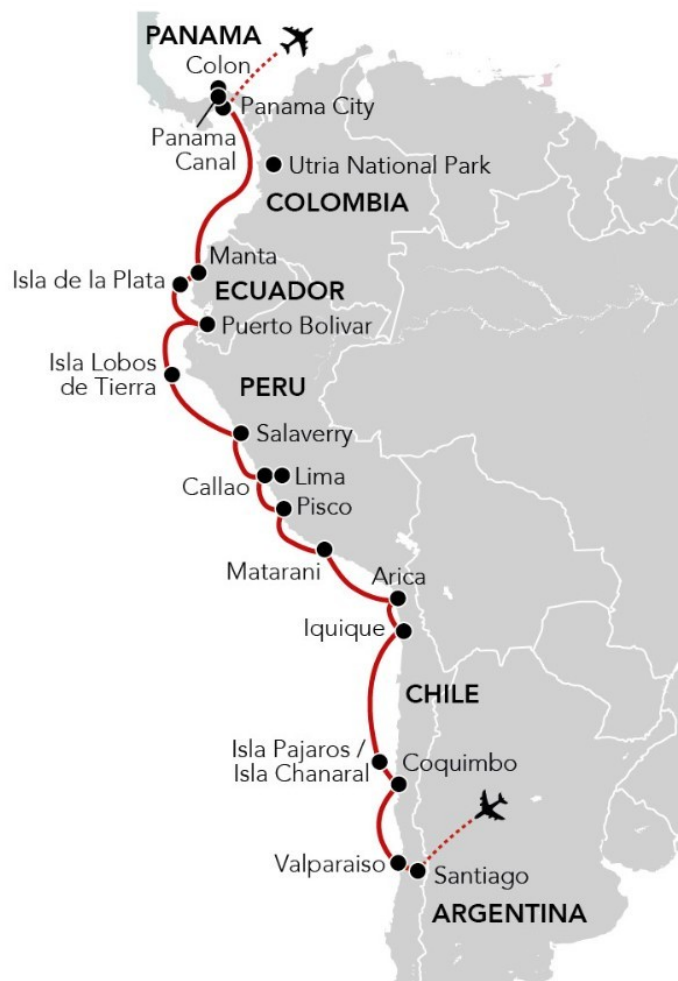 PANAMA
Colon
Panama City
Panama
Canal
Utria National Park
COLOMBIA
Manta
Isla de la Plata
ECUADOR
Puerto Bolivar
Isla Lobos
de Tierra
PERU
Salaverry
Callao
Lima
Pisco
Matarani
Arica
Iquique
CHILE
Isla Pajaros /
Isla Chanaral
Coquimbo
Valparaiso
Santiago
ARGENTINA